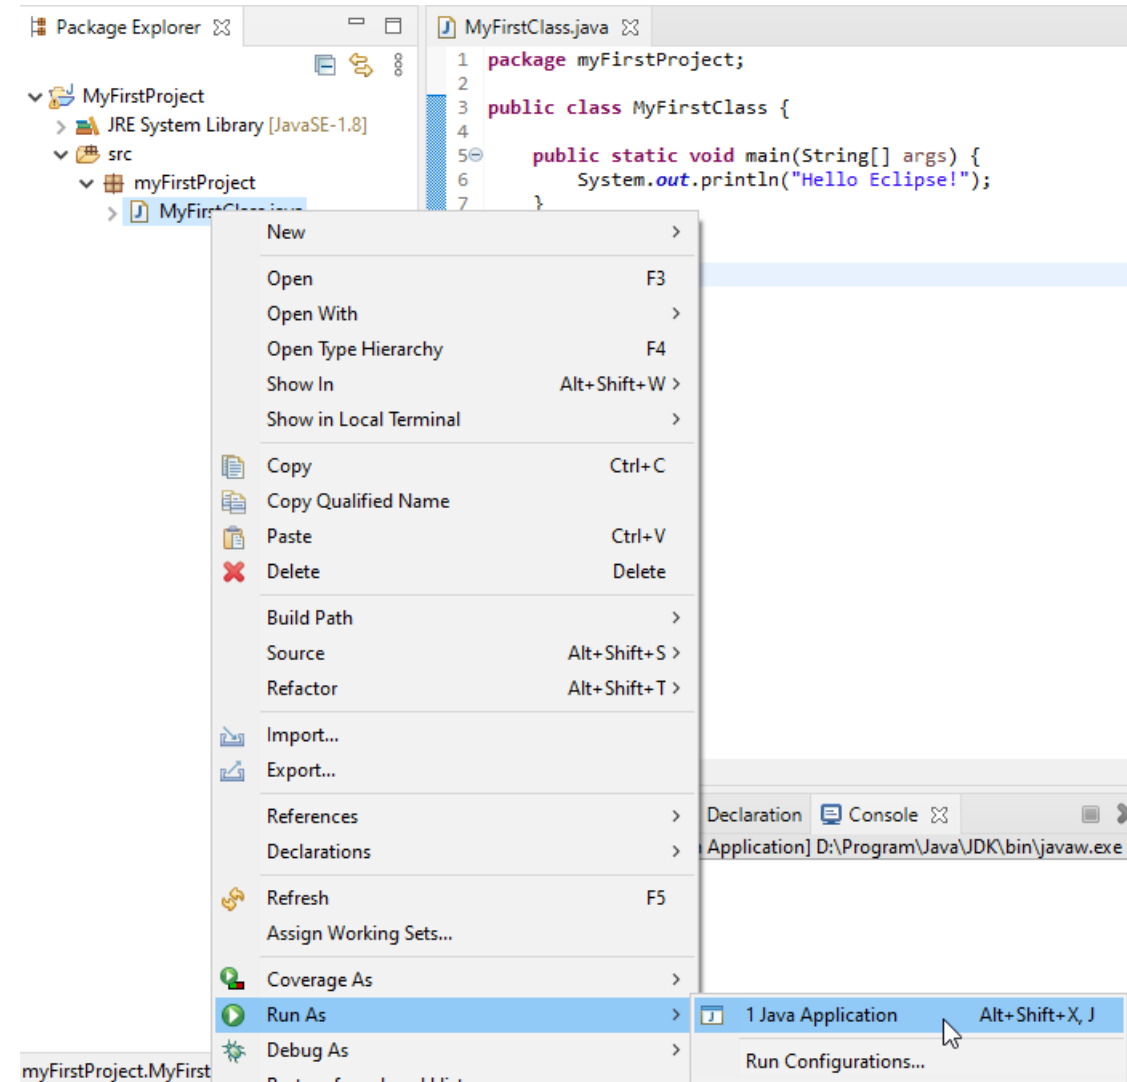 Package Explorer
MyFirstClass.java
1 package myFirstProject;
2
MyFirstProject
3 public class MyFirstClass {
JRE System Library [JavaSE-1.8]
4
src
5 public static void main(String[] args) {
myFirstProject
6 System.out.println("Hello Eclipse!");
7 }
MyFirstClass.java
New
Open F3
Open With
Open Type Hierarchy F4
Show In Alt+Shift+W
Show in Local Terminal
Copy Ctrl+C
Copy Qualified Name
Paste Ctrl+V
Delete Delete
Build Path
Source Alt+Shift+S
Refactor Alt+Shift+T
Import...
Export...
References
Declarations
Declaration Console
Application] D:\Program\Java\JDK\bin\javaw.exe
Refresh F5
Assign Working Sets...
Coverage As
Run As
1 Java Application Alt+Shift+X, J
Debug As
Run Configurations...
myFirstProject.MyFirst